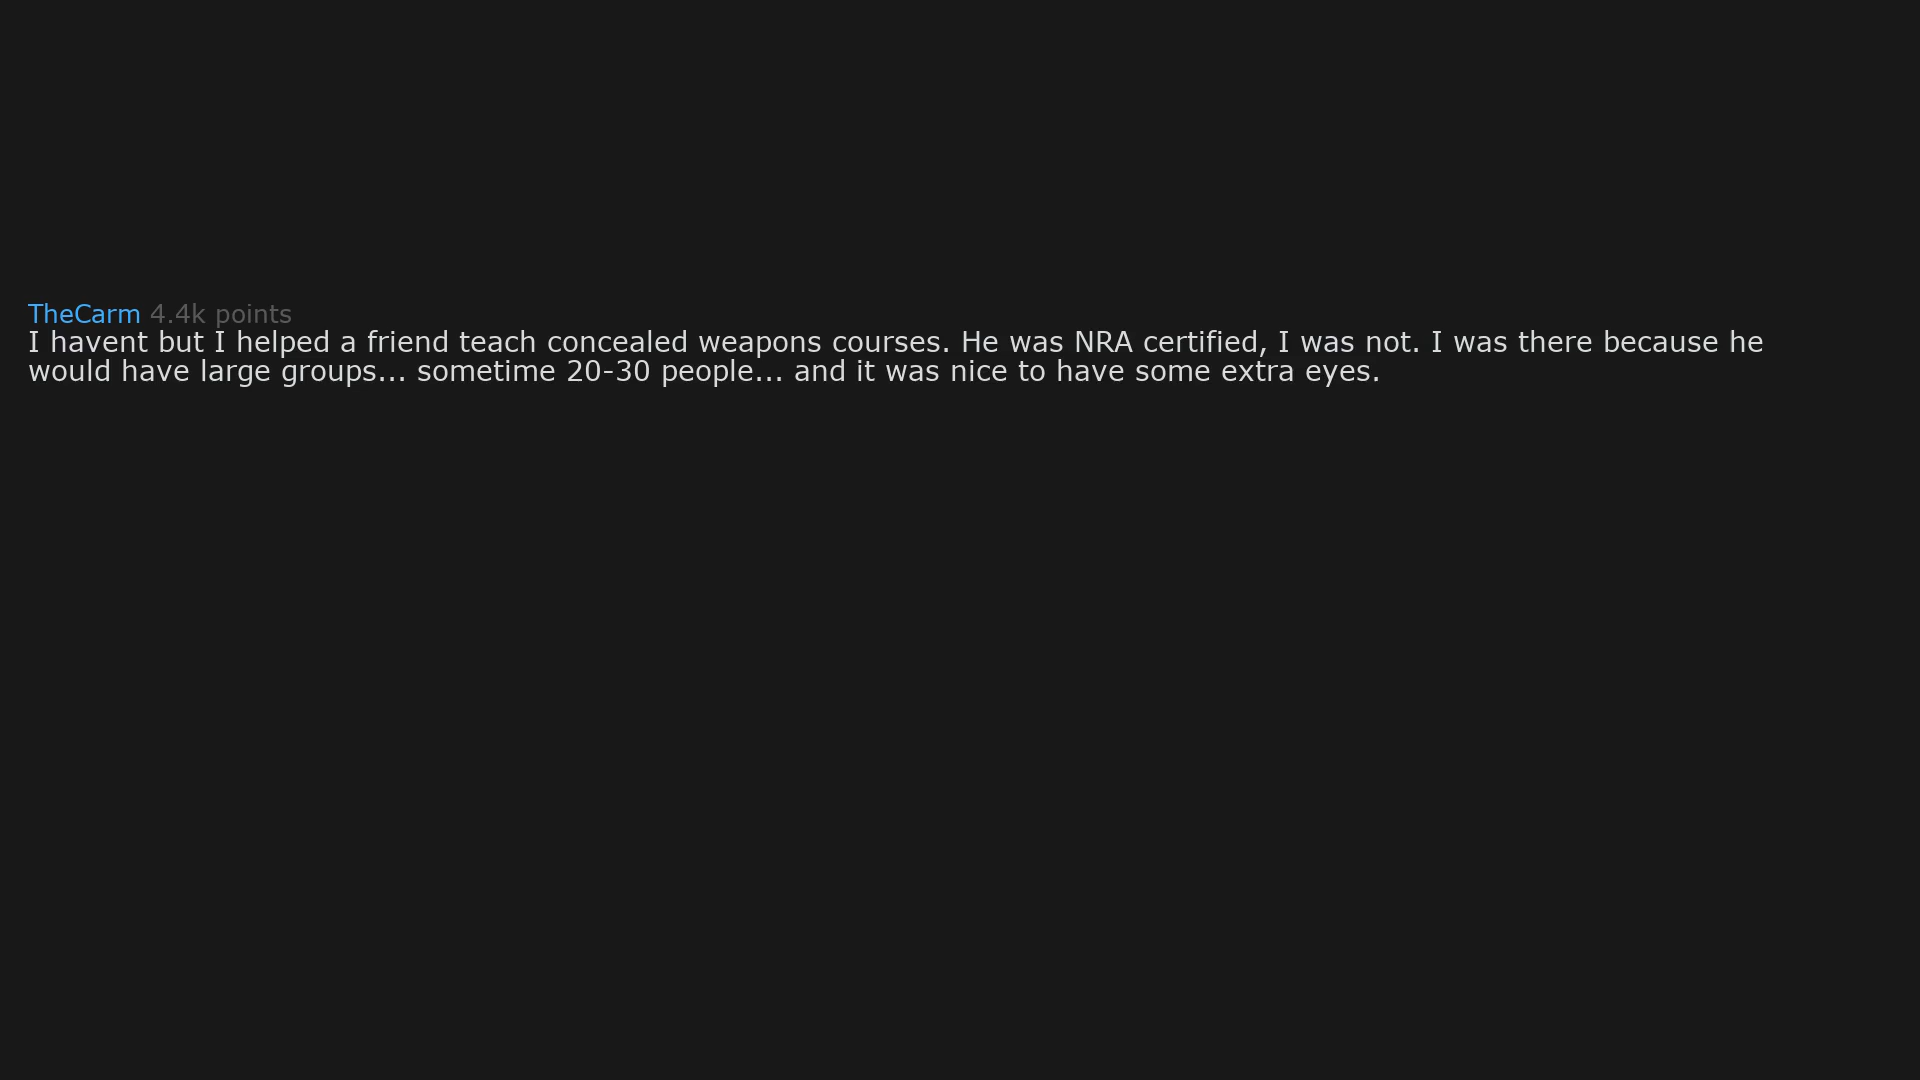 TheCarm 4.4k points
I havent but I helped a friend teach concealed weapons courses. He was NRA certified, I was not. I was there because he
would have large groups... sometime 20-30 people... and it was nice to have some extra eyes.